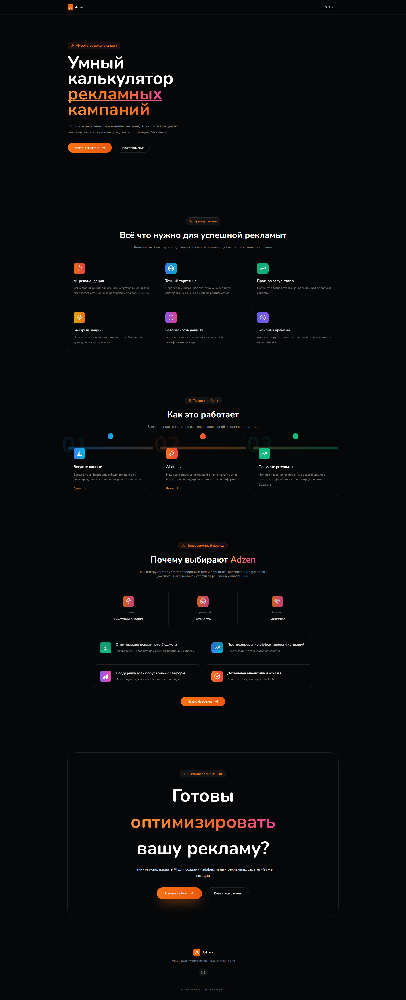 Adzen
Войти
AI-powered рекомендации
Умный
калькулятор
рекламных
кампаний
Получите персонализированные рекомендации по размещению
рекламы на основе вашего бюджета с помощью AI-агента.
Начать бесплатно
Посмотреть демо
Преимущества
Всё что нужно для успешной рекламыт
Комплексный инструмент для планирования и оптимизации ваших рекламных кампаний
AI-рекомендации
Искусственный интеллект анализирует ваши данные и
предлагает оптимальные платформы для размещения
Точный таргетинг
Определяем идеальное аудиторию на десятках
платформах с максимальной эффективностью
Прогноз результатов
Получите прогноз охвата, конверсий и ROI до запуска
кампании
Быстрый запуск
Подготовьте проект кампании всего за 5 минут от
идеи до готовой стратегии
Безопасность данных
Все ваши данные защищены и хранятся в
зашифрованном виде
Экономия времени
Автоматизируйте рутинные задачи и сосредоточьтесь
на творчестве
Процесс работы
Как это работает
Всего три простых шага до персонализированной рекламной стратегии
01
Введите данные
Заполните информацию о бюджете, целевой
аудитории, целях и временных рамках кампании
Далее
02
AI-анализ
Наш искусственный интеллект анализирует тысячи
параметров и подбирает оптимальные платформы
Далее
03
Получите результат
Изучите персонализированные рекомендации с
прогнозом эффективности и распределением
бюджета
Инновационный подход
Почему выбирают Adzen
Наш инструмент помогает предпринимателям принимать обоснованные решения и
достигать максимальной отдачи от рекламных инвестиций.
< 1 мин
Быстрый анализ
AI-powered
Точность
Premium
Качество
Оптимизация рекламного бюджета
Распределение средств по самым эффективным каналам
Прогнозирование эффективности кампаний
Предсказание результатов до запуска
Поддержка всех популярных платформ
Интеграция с десятками рекламных площадок
Детальная аналитика и отчёты
Понятные визуализации и insights
Начать бесплатно
Начните прямо сейчас
Готовы
оптимизировать
вашу рекламу?
Начните использовать AI для создания эффективных рекламных стратегий уже
сегодня
Начать сейчас
Связаться с нами
Adzen
Умный калькулятор рекламных кампаний с AI
© 2026 Adzen. Все права защищены.